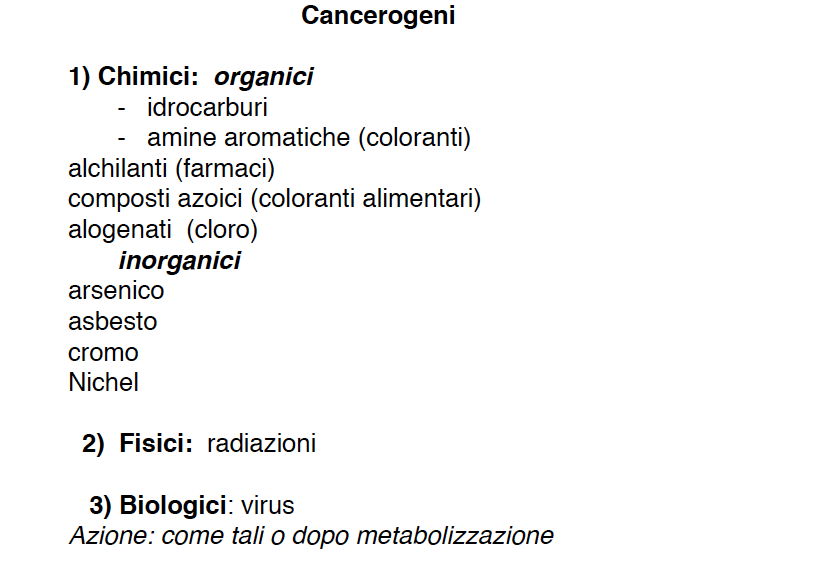 Cancerogeni
1) Chimici: organici
- idrocarburi
- amine aromatiche (coloranti)
alchilanti (farmaci)
composti azoici (coloranti alimentari)
alogenati (cloro)
inorganici
arsenico
asbesto
cromo
Nichel
2) Fisici: radiazioni
3) Biologici: virus
Azione: come tali o dopo metabolizzazione